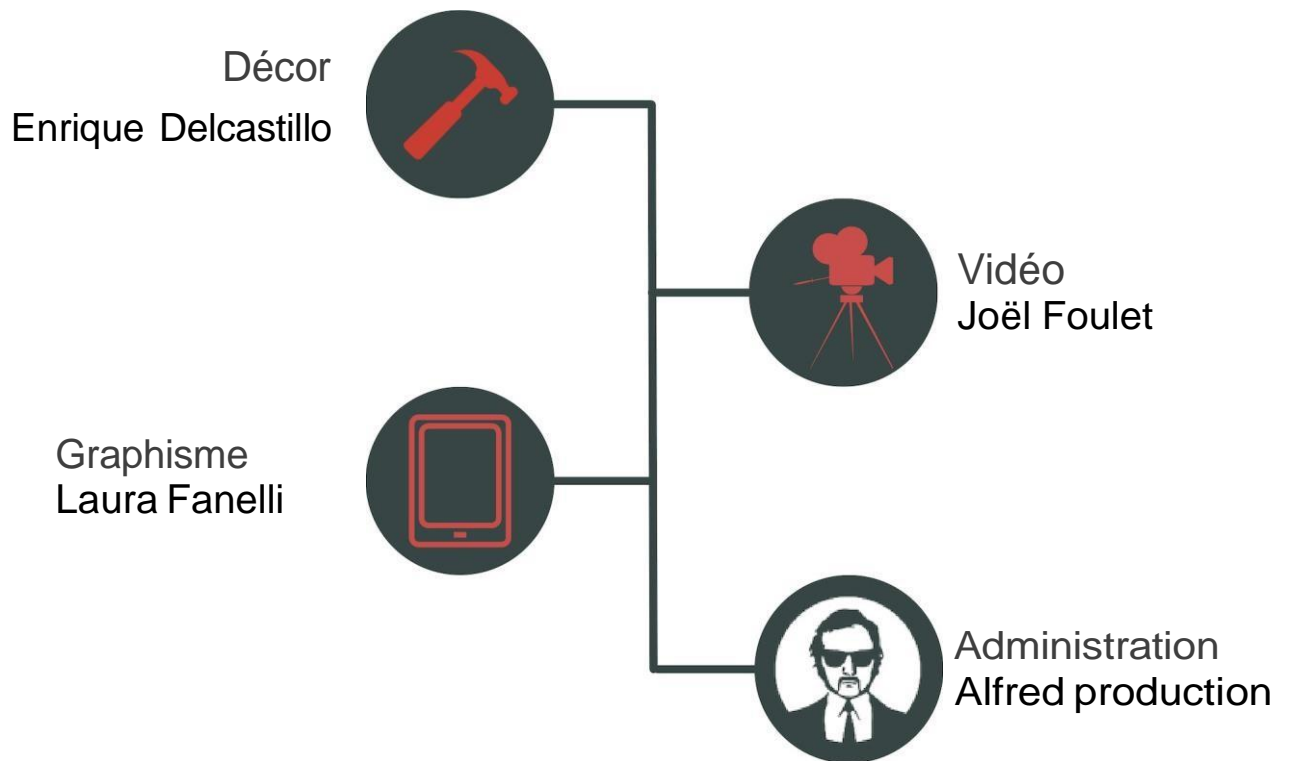 Décor
Enrique Delcastillo
Vidéo
Joël Foulet
Graphisme
Laura Fanelli
Administration
Alfred production